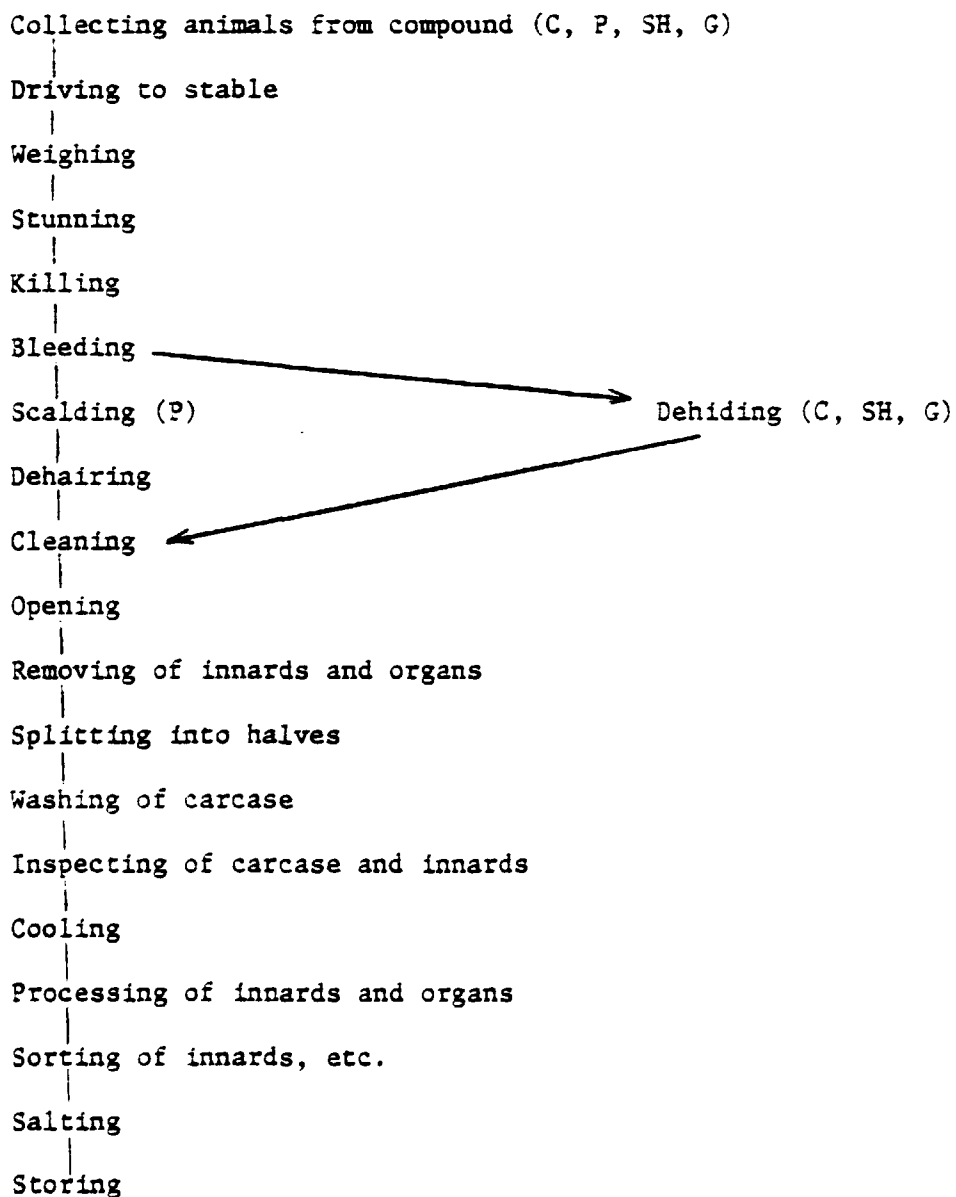 Collecting animals from compound (C, P, SH, G)
Driving to stable
Weighing
Stunning
Killing
Bleeding
Scalding (P) Dehiding (C, SH, G)
Dehairing
Cleaning
Opening
Removing of innards and organs
Splitting into halves
Washing of carcase
Inspecting of carcase and innards
Cooling
Processing of innards and organs
Sorting of innards, etc.
Salting
Storing